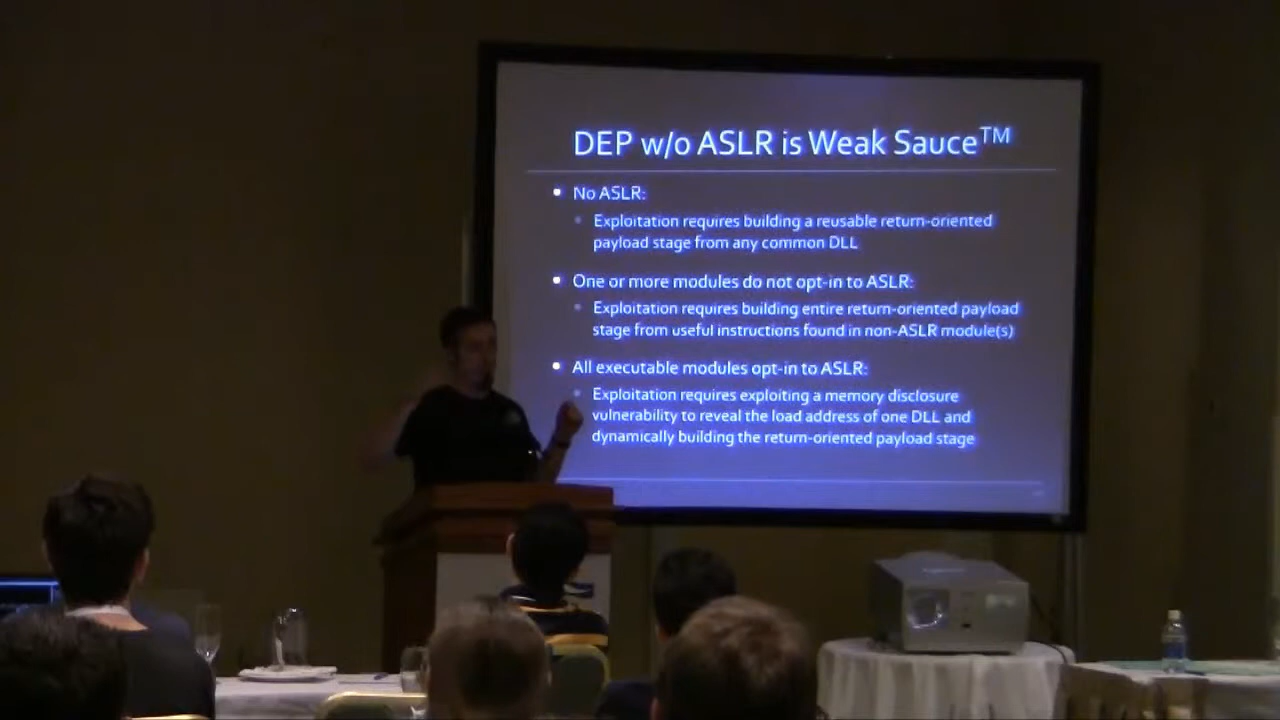 DEP w/o ASLR is Weak Sauce™
• No ASLR:
• Exploitation requires building a reusable return-oriented
payload stage from any common DLL
• One or more modules do not opt-in to ASLR:
• Exploitation requires building entire return-oriented payload
stage from useful instructions found in non-ASLR module(s)
• All executable modules opt-in to ASLR:
• Exploitation requires exploiting a memory disclosure
vulnerability to reveal the load address of one DLL and
dynamically building the return-oriented payload stage